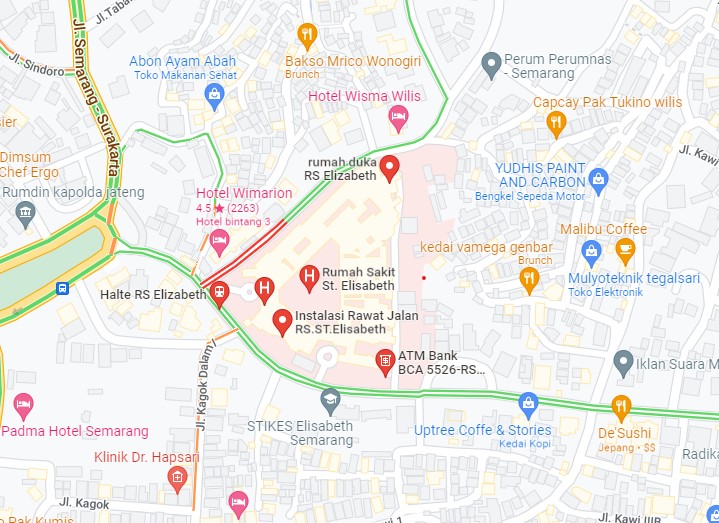 Jl. Taba
Jl. Sindoro
Jl. Semarang - Surakarta
Abon Ayam Abah
Toko Makanan Sehat
Bakso Mrico Wonogiri
Brunch
Perum Perumnas
- Semarang
Hotel Wisma Wilis
Capcay Pak Tukino wilis
sier
Dimsum
Chef Ergo
Rumdin kapolda jateng
rumah duka
RS Elizabeth
Jl. Kawi
YUDHIS PAINT
AND CARBON
Bengkel Sepeda Motor
Hotel Wimarion
4.5 ★ (2263)
Hotel bintang 3
Malibu Coffee
kedai vamega genbar
Brunch
Mulyoteknik tegalsari
Toko Elektronik
H
H
Rumah Sakit
St. Elisabeth
Halte RS Elizabeth
Instalasi Rawat Jalan
RS.ST.Elisabeth
Jl. Kagok Dalam
ATM Bank
BCA 5526-RS...
Iklan Suara M
Padma Hotel Semarang
STIKES Elisabeth
Semarang
Uptree Coffe & Stories
Kedai Kopi
De'Sushi
Jepang • $$
Radika
Klinik Dr. Hapsari
Jl. Kagok
o Pak Kumis
Jl. Kawi IIIB